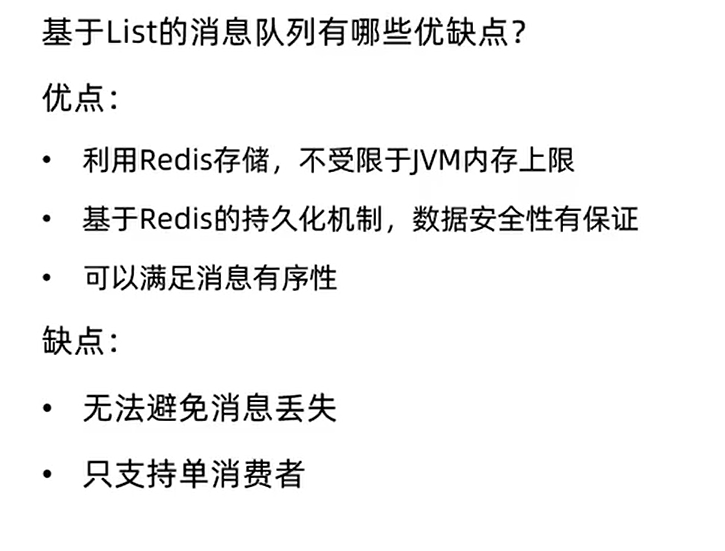 基于List的消息队列有哪些优缺点？
优点：
• 利用Redis存储，不受限于JVM内存上限
• 基于Redis的持久化机制，数据安全性有保证
• 可以满足消息有序性
缺点：
• 无法避免消息丢失
• 只支持单消费者